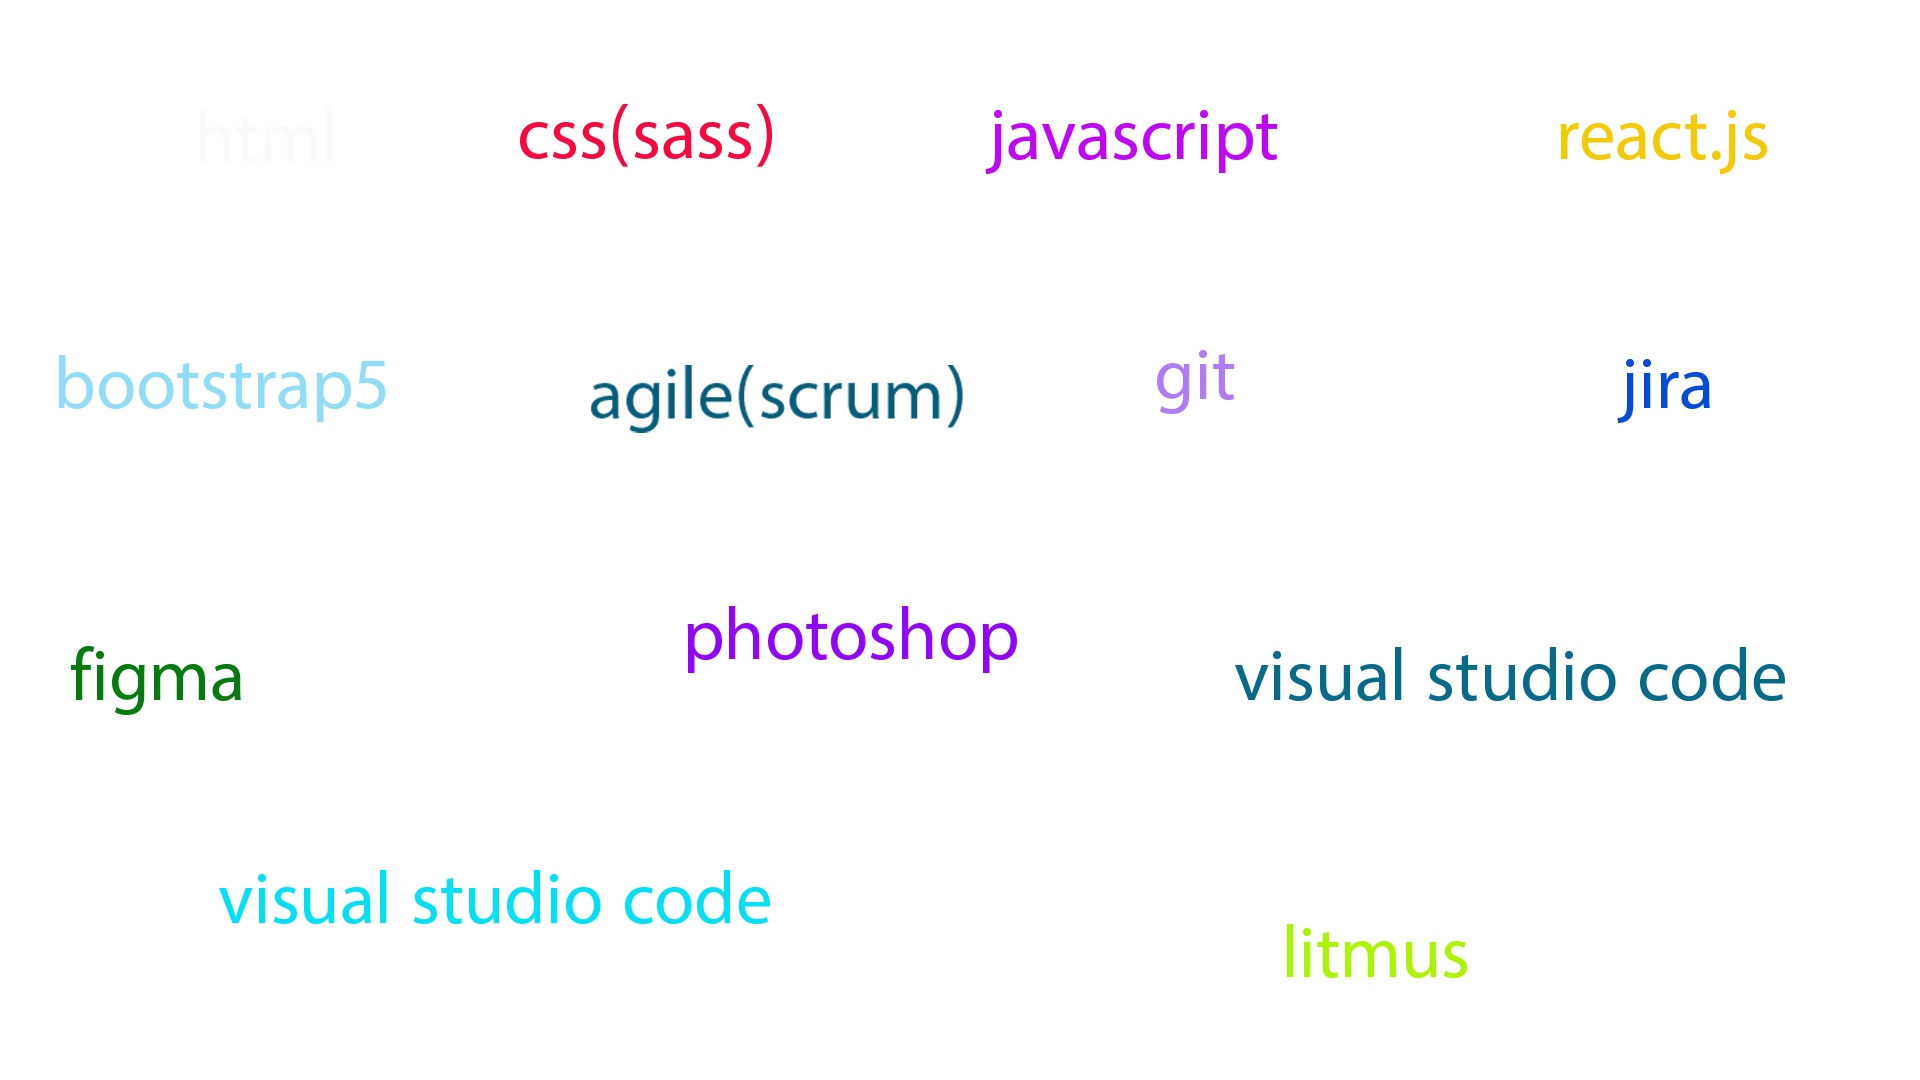 html css(sass) javascript react.js
bootstrap5 agile(scrum) git jira
figma photoshop visual studio code
visual studio code litmus